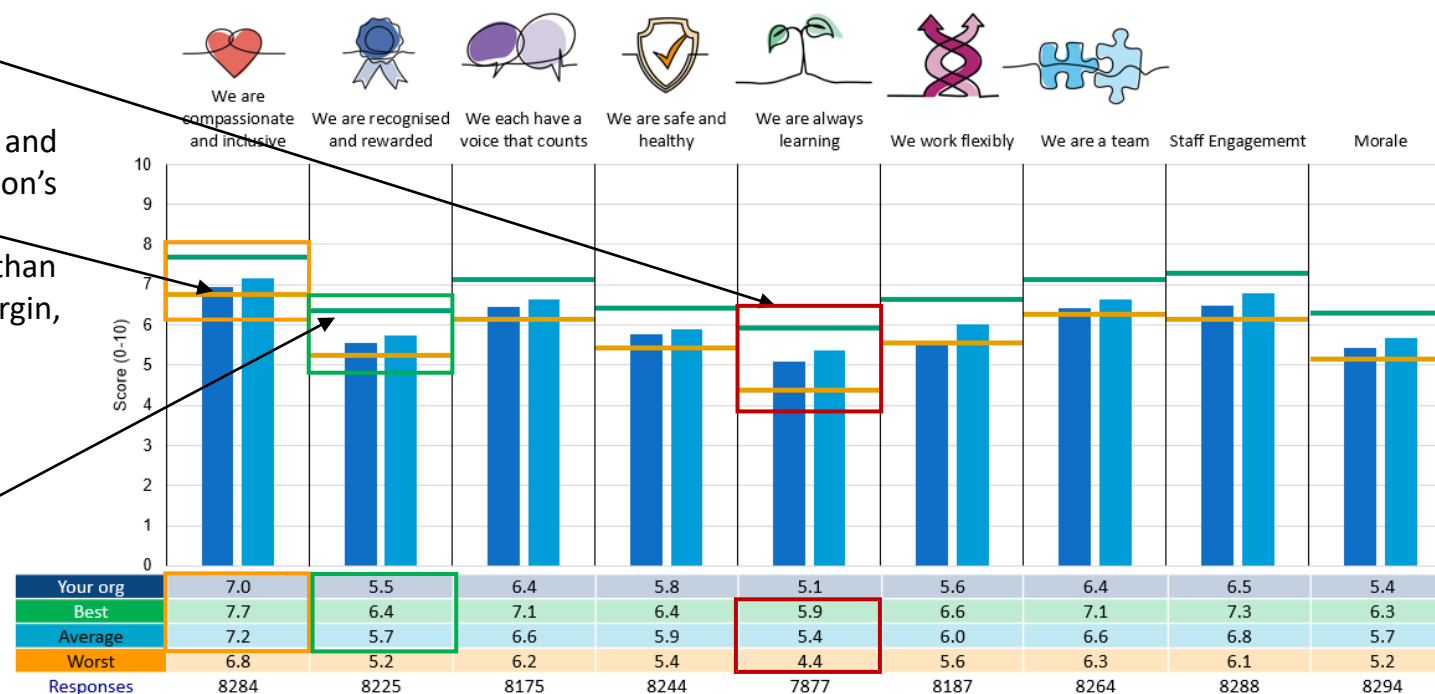 and
on's
than
rgin,
We are
compassionate
and inclusive
We are recognised
and rewarded
We each have a
voice that counts
We are safe and
healthy
We are always
learning
We work flexibly
We are a team
Staff Engagememt
Morale
Score (0-10)
10
9
8
7
6
5
4
3
2
1
0
Your org 7.0 5.5 6.4 5.8 5.1 5.6 6.4 6.5 5.4
Best 7.7 6.4 7.1 6.4 5.9 6.6 7.1 7.3 6.3
Average 7.2 5.7 6.6 5.9 5.4 6.0 6.6 6.8 5.7
Worst 6.8 5.2 6.2 5.4 4.4 5.6 6.3 6.1 5.2
Responses 8284 8225 8175 8244 7877 8187 8264 8288 8294